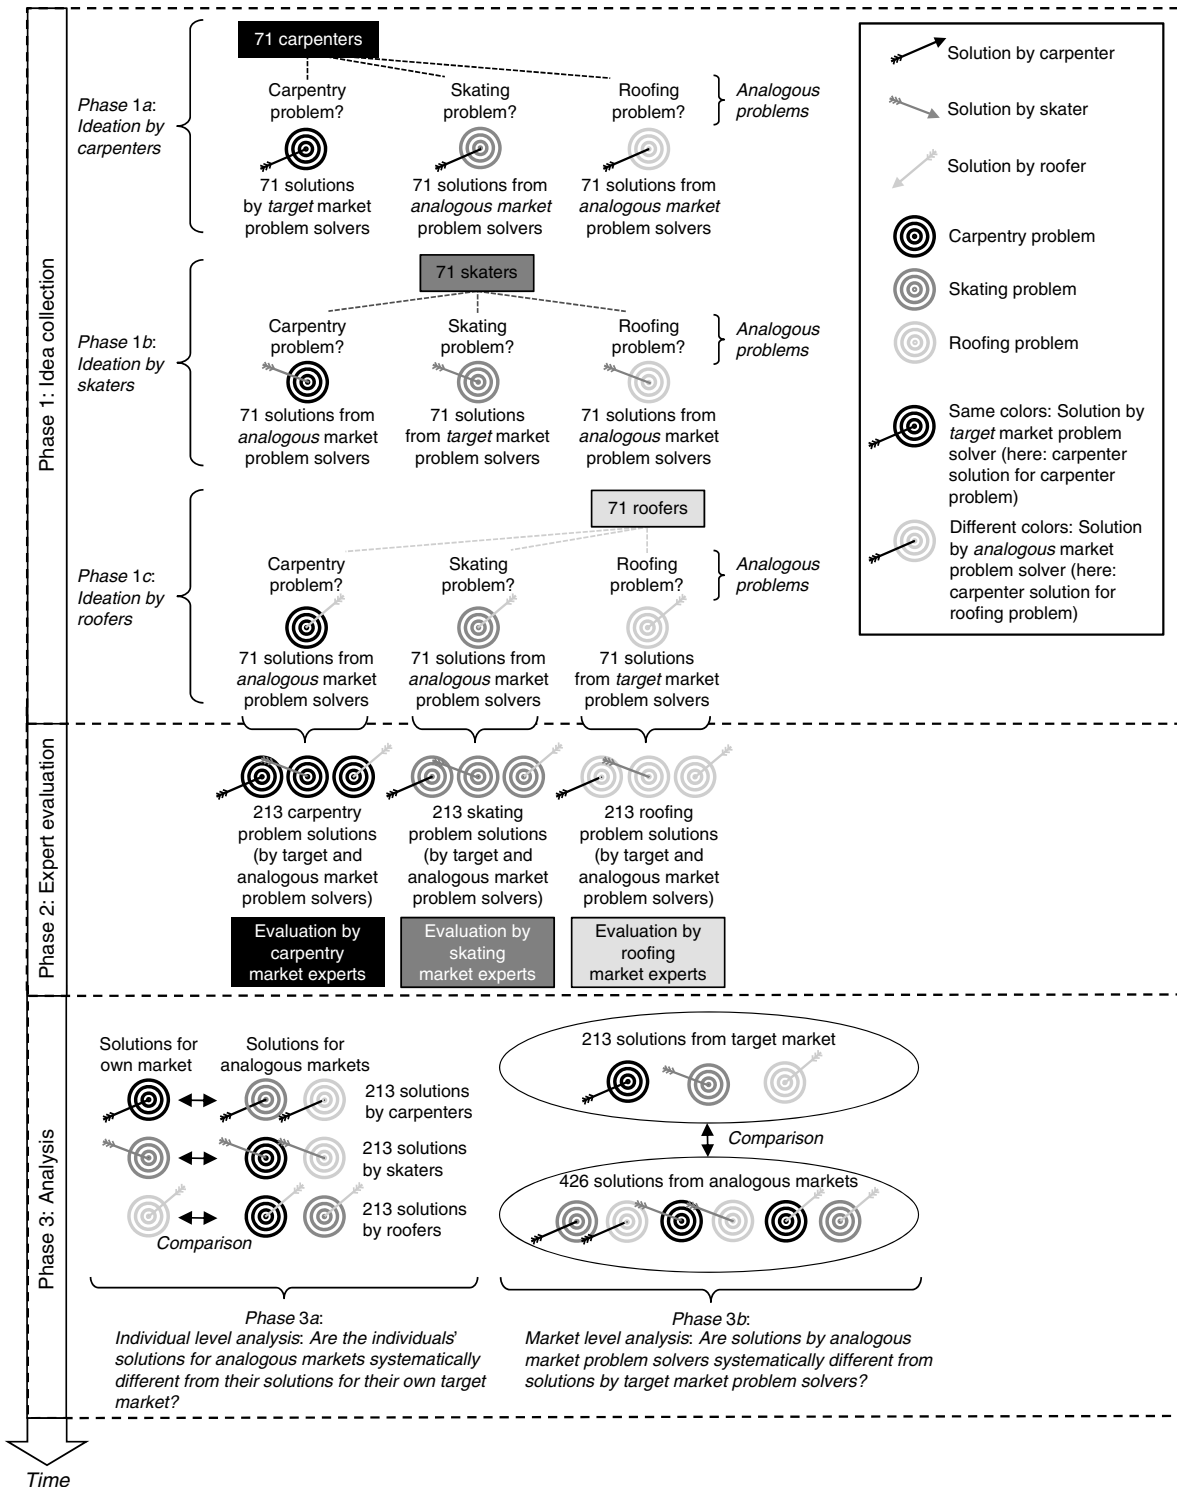 Phase 1: Idea collection
71 carpenters
Phase 1a:
Ideation by
carpenters
Carpentry
problem?
Skating
problem?
Roofing
problem?
Analogous
problems
71 solutions
by target market
problem solvers
71 solutions from
analogous market
problem solvers
71 solutions from
analogous market
problem solvers
71 skaters
Phase 1b:
Ideation by
skaters
Carpentry
problem?
Skating
problem?
Roofing
problem?
Analogous
problems
71 solutions from
analogous market
problem solvers
71 solutions
from target market
problem solvers
71 solutions from
analogous market
problem solvers
71 roofers
Phase 1c:
Ideation by
roofers
Carpentry
problem?
Skating
problem?
Roofing
problem?
Analogous
problems
71 solutions from
analogous market
problem solvers
71 solutions from
analogous market
problem solvers
71 solutions
from target market
problem solvers
Solution by carpenter
Solution by skater
Solution by roofer
Carpentry problem
Skating problem
Roofing problem
Same colors: Solution by
target market problem
solver (here: carpenter
solution for carpenter
problem)
Different colors: Solution
by analogous market
problem solver (here:
carpenter solution for
roofing problem)
Phase 2: Expert evaluation
213 carpentry
problem solutions
(by target and
analogous market
problem solvers)
213 skating
problem solutions
(by target and
analogous market
problem solvers)
213 roofing
problem solutions
(by target and
analogous market
problem solvers)
Evaluation by
carpentry
market experts
Evaluation by
skating
market experts
Evaluation by
roofing
market experts
Phase 3: Analysis
Solutions for
own market
Solutions for
analogous markets
213 solutions
by carpenters
213 solutions
by skaters
213 solutions
by roofers
Comparison
Phase 3a:
Individual level analysis: Are the individuals'
solutions for analogous markets systematically
different from their solutions for their own target
market?
213 solutions from target market
Comparison
426 solutions from analogous markets
Phase 3b:
Market level analysis: Are solutions by analogous
market problem solvers systematically different from
solutions by target market problem solvers?
Time